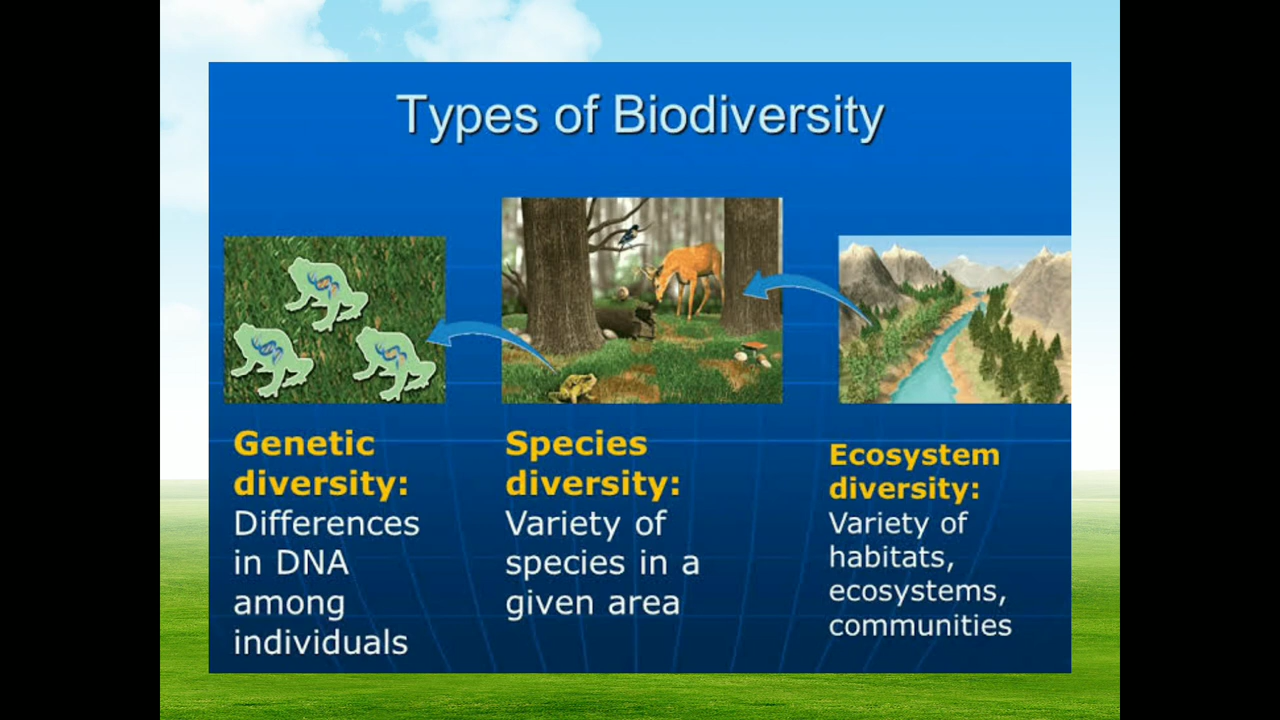 Types of Biodiversity
Genetic
diversity:
Differences
in DNA
among
individuals
Species
diversity:
Variety of
species in a
given area
Ecosystem
diversity:
Variety of
habitats,
ecosystems,
communities